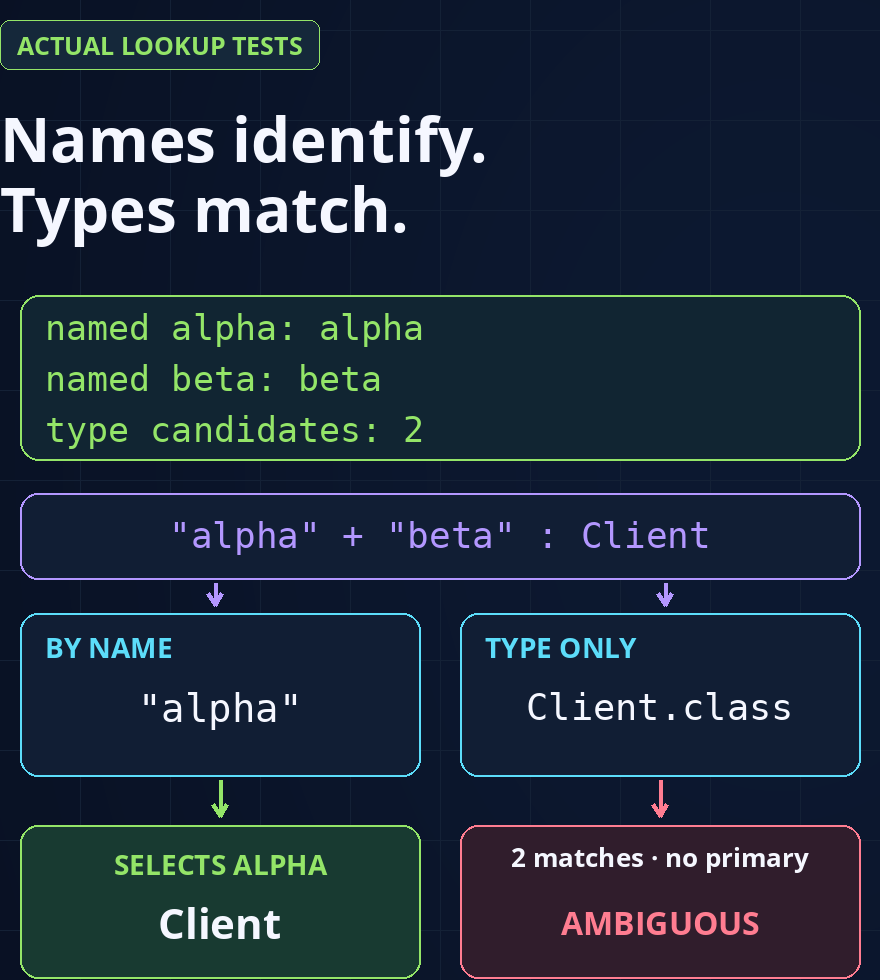 ACTUAL LOOKUP TESTS
Names identify.
Types match.
named alpha: alpha
named beta: beta
type candidates: 2
"alpha" + "beta" : Client
BY NAME
"alpha"
TYPE ONLY
Client.class
SELECTS ALPHA
Client
2 matches · no primary
AMBIGUOUS